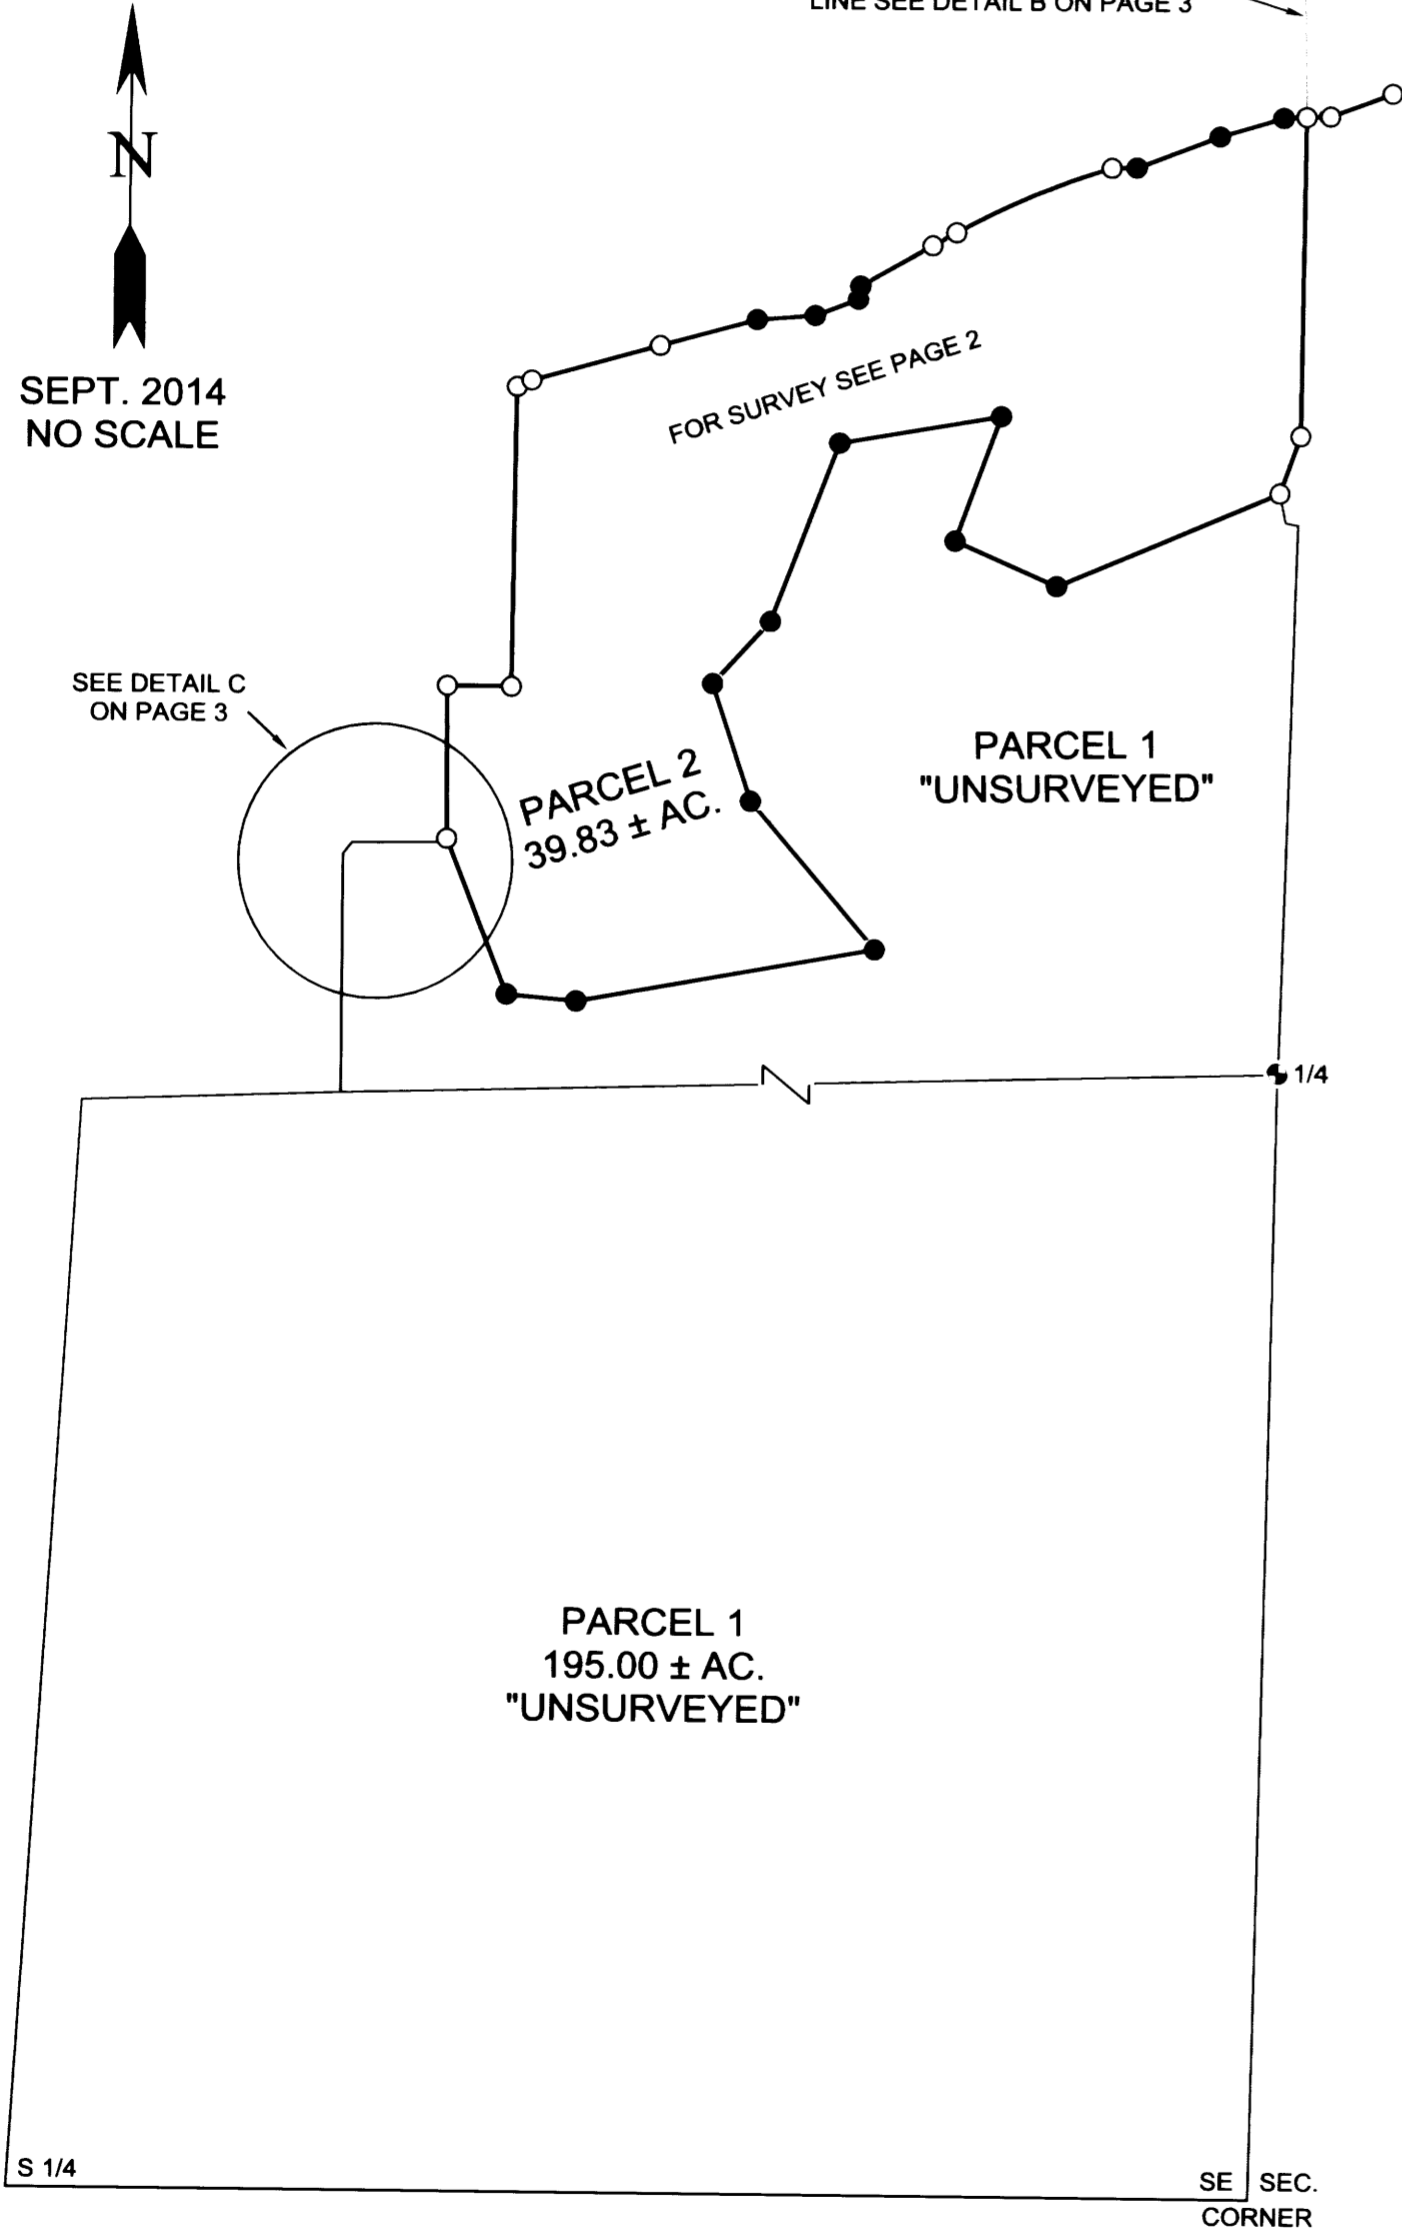 LINE SEE DETAIL B ON PAGE 3
N
SEPT. 2014
NO SCALE
FOR SURVEY SEE PAGE 2
SEE DETAIL C
ON PAGE 3
PARCEL 2
39.83 ± AC.
PARCEL 1
"UNSURVEYED"
1/4
PARCEL 1
195.00 ± AC.
"UNSURVEYED"
S 1/4
SE SEC.
CORNER